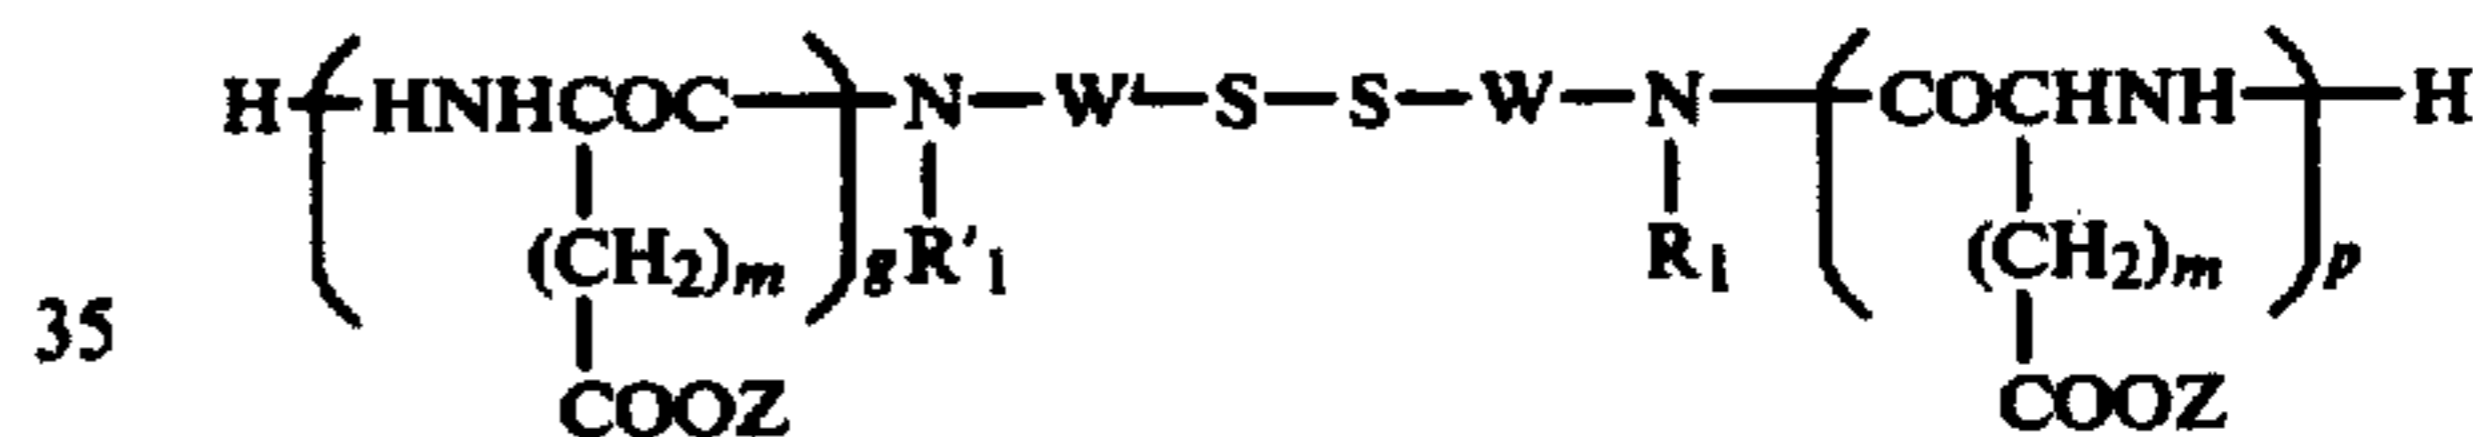 H-(-HNHCOC-)g N-W'-S-S-W-N-(-COCHNH-)p-H
(CH2)m R'1 R1 (CH2)m
35
COOZ COOZ